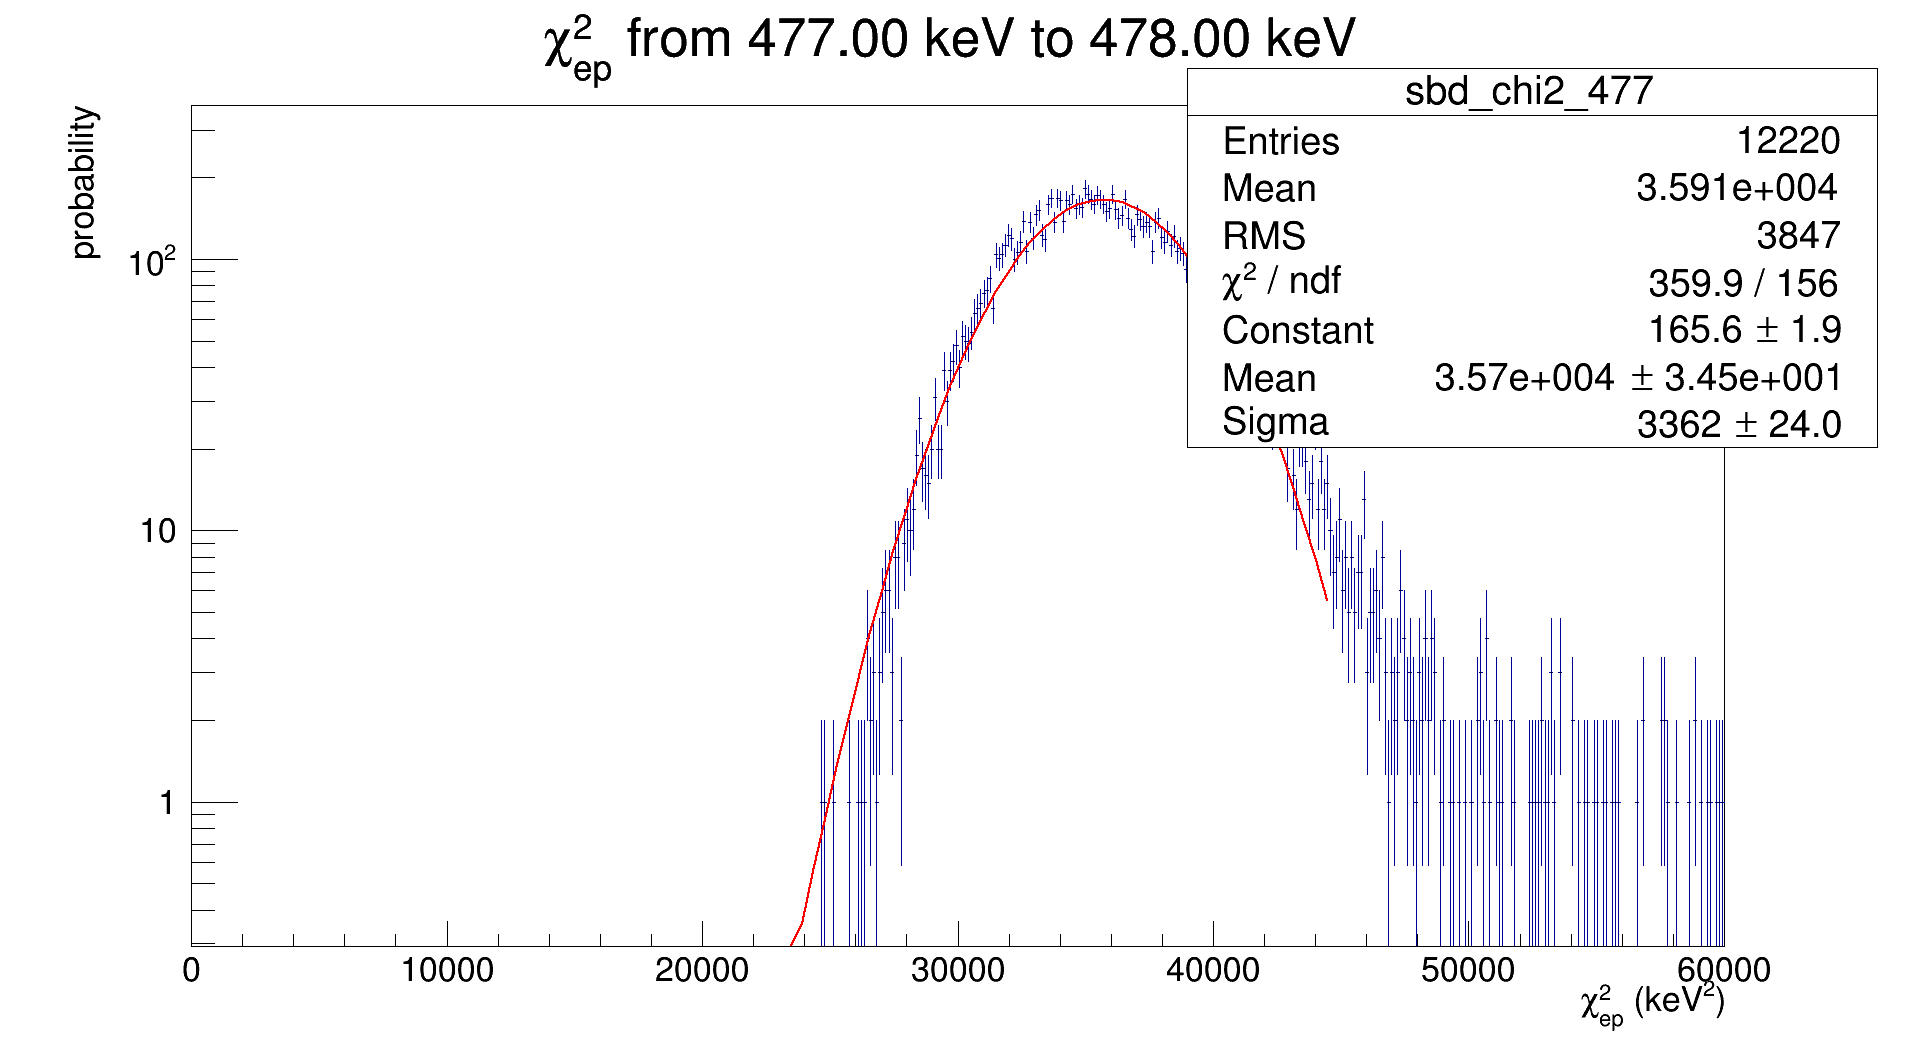 χ²ep from 477.00 keV to 478.00 keV
sbd_chi2_477
Entries 12220
Mean 3.591e+004
RMS 3847
χ² / ndf 359.9 / 156
Constant 165.6 ± 1.9
Mean 3.57e+004 ± 3.45e+001
Sigma 3362 ± 24.0
probability
10²
10
1
0 10000 20000 30000 40000 50000 60000
χ²ep (keV²)